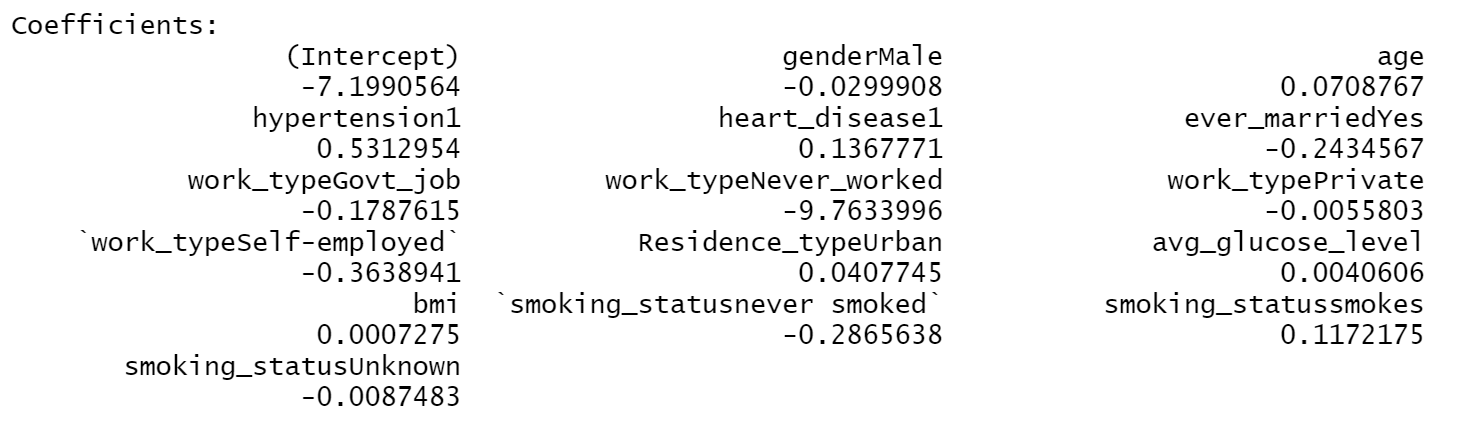 Coefficients:
(Intercept) genderMale age
-7.1990564 -0.0299908 0.0708767
hypertension1 heart_disease1 ever_marriedYes
0.5312954 0.1367771 -0.2434567
work_typeGovt_job work_typeNever_worked work_typePrivate
-0.1787615 -9.7633996 -0.0055803
`work_typeSelf-employed` Residence_typeUrban avg_glucose_level
-0.3638941 0.0407745 0.0040606
bmi `smoking_statusnever smoked` smoking_statussmokes
0.0007275 -0.2865638 0.1172175
smoking_statusUnknown
-0.0087483